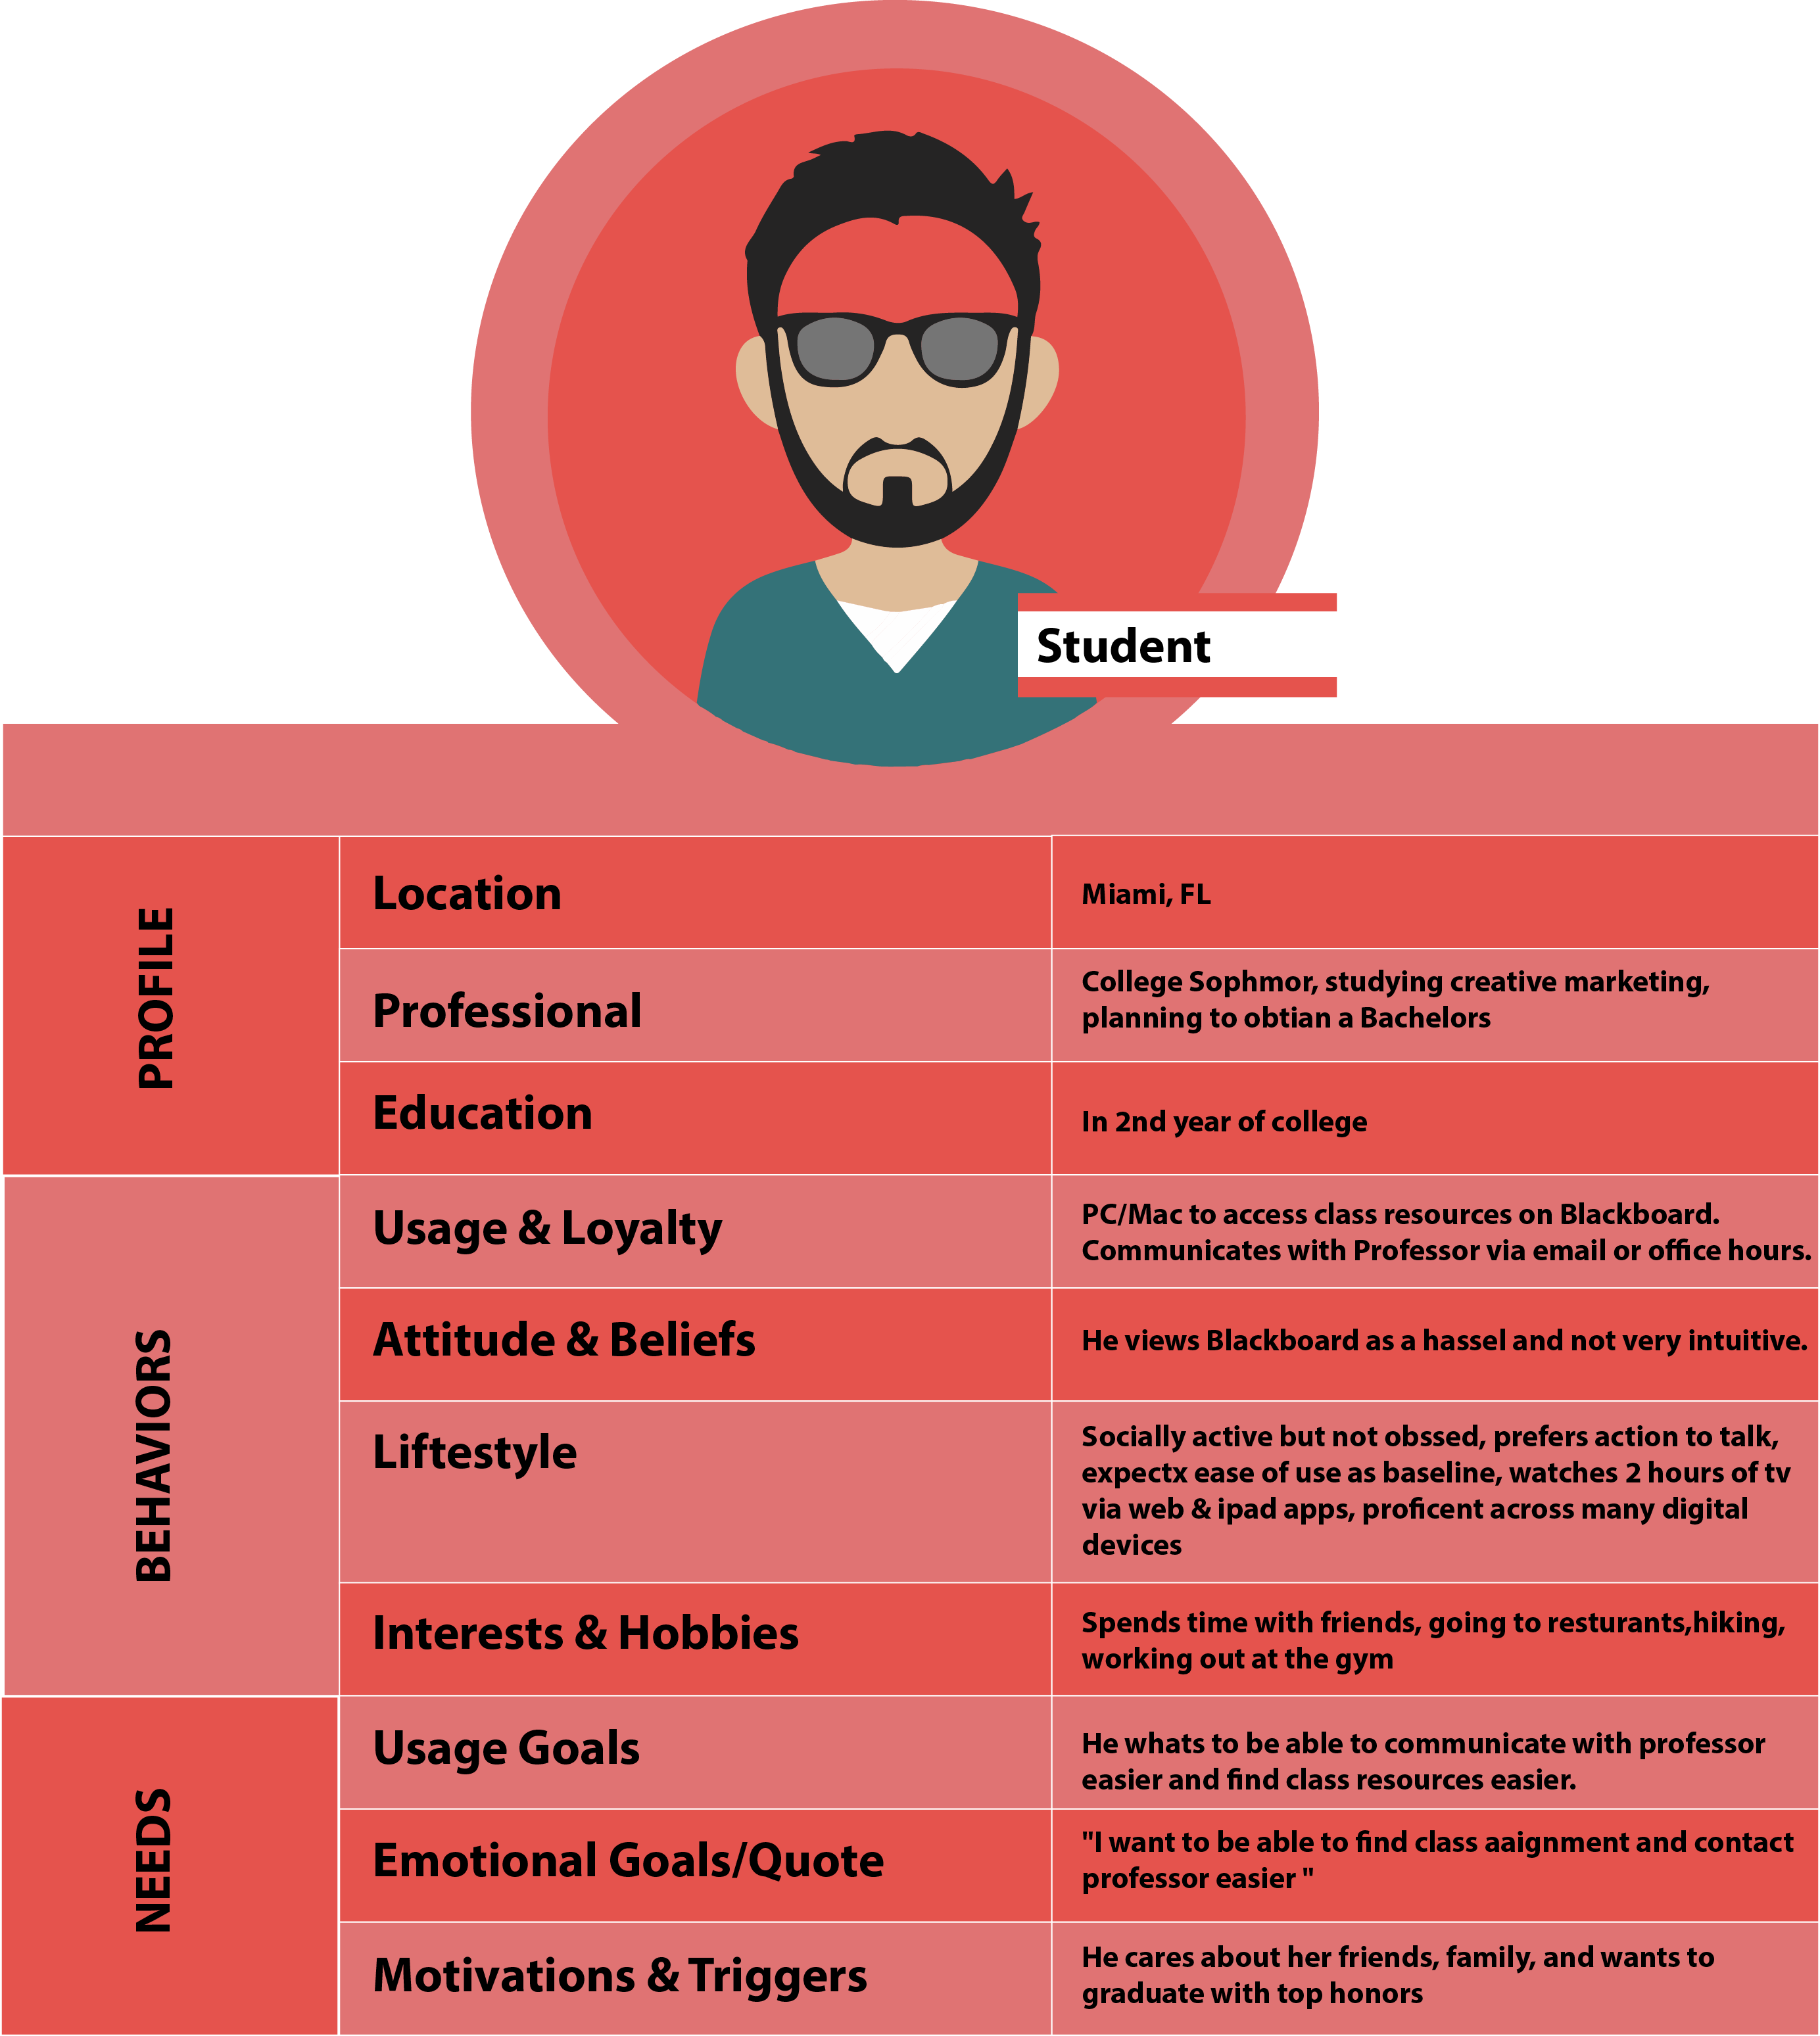 Student
PROFILE
Location
Miami, FL
Professional
College Sophmor, studying creative marketing,
planning to obtian a Bachelors
Education
In 2nd year of college
BEHAVIORS
Usage & Loyalty
PC/Mac to access class resources on Blackboard.
Communicates with Professor via email or office hours.
Attitude & Beliefs
He views Blackboard as a hassel and not very intuitive.
Liftestyle
Socially active but not obssed, prefers action to talk,
expectx ease of use as baseline, watches 2 hours of tv
via web & ipad apps, proficent across many digital
devices
Interests & Hobbies
Spends time with friends, going to resturants,hiking,
working out at the gym
NEEDS
Usage Goals
He whats to be able to communicate with professor
easier and find class resources easier.
Emotional Goals/Quote
"I want to be able to find class aaignment and contact
professor easier "
Motivations & Triggers
He cares about her friends, family, and wants to
graduate with top honors